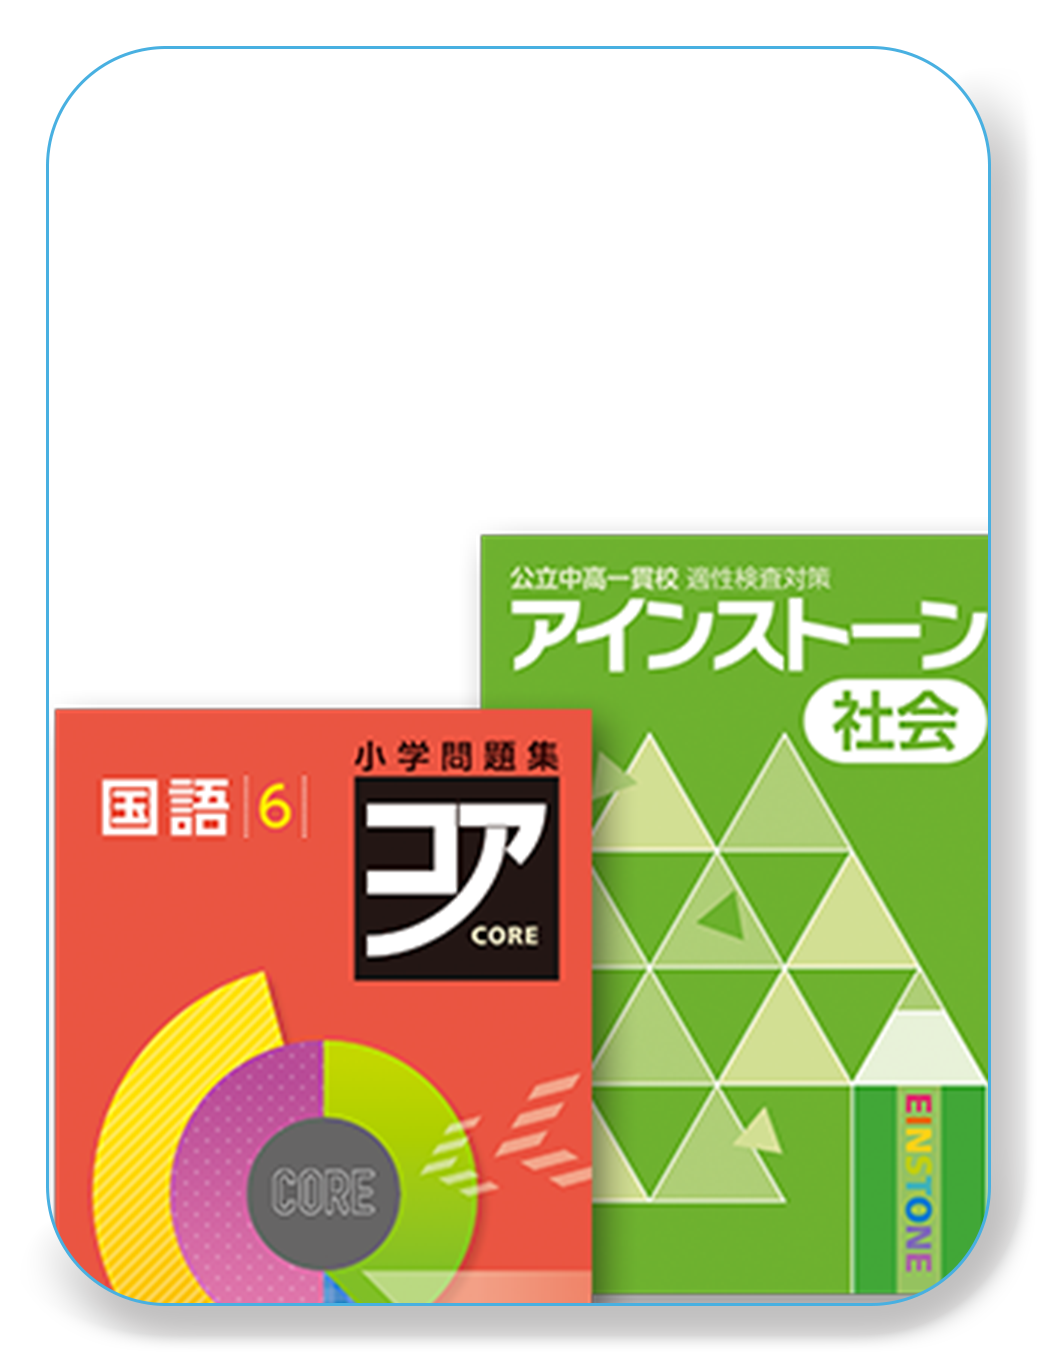 公立中高一貫校 適性検査対策
アインストーン
社会
EINSTONE
小学問題集
国語 6
コア
CORE
CORE